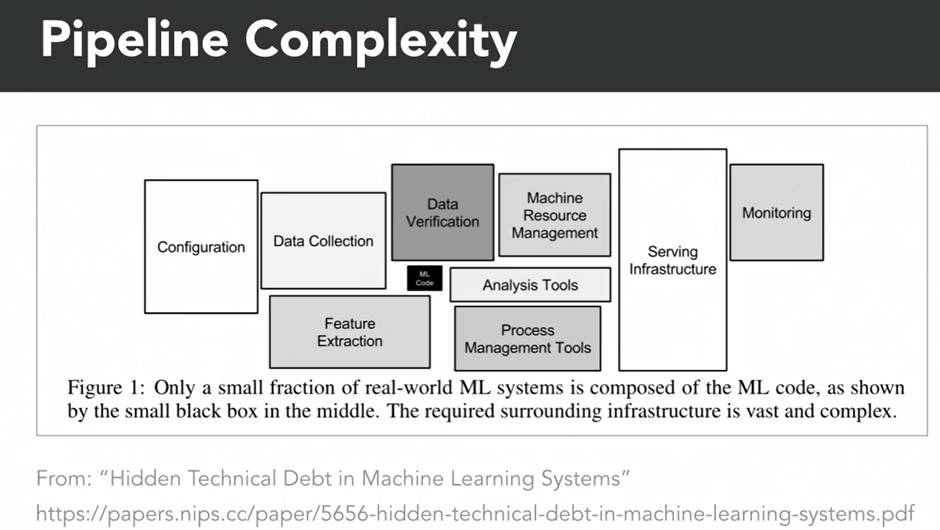 Pipeline Complexity
Configuration
Data Collection
Data
Verification
Machine
Resource
Management
Serving
Infrastructure
Monitoring
ML
Code
Analysis Tools
Feature
Extraction
Process
Management Tools
Figure 1: Only a small fraction of real-world ML systems is composed of the ML code, as shown
by the small black box in the middle. The required surrounding infrastructure is vast and complex.
From: “Hidden Technical Debt in Machine Learning Systems”
https://papers.nips.cc/paper/5656-hidden-technical-debt-in-machine-learning-systems.pdf